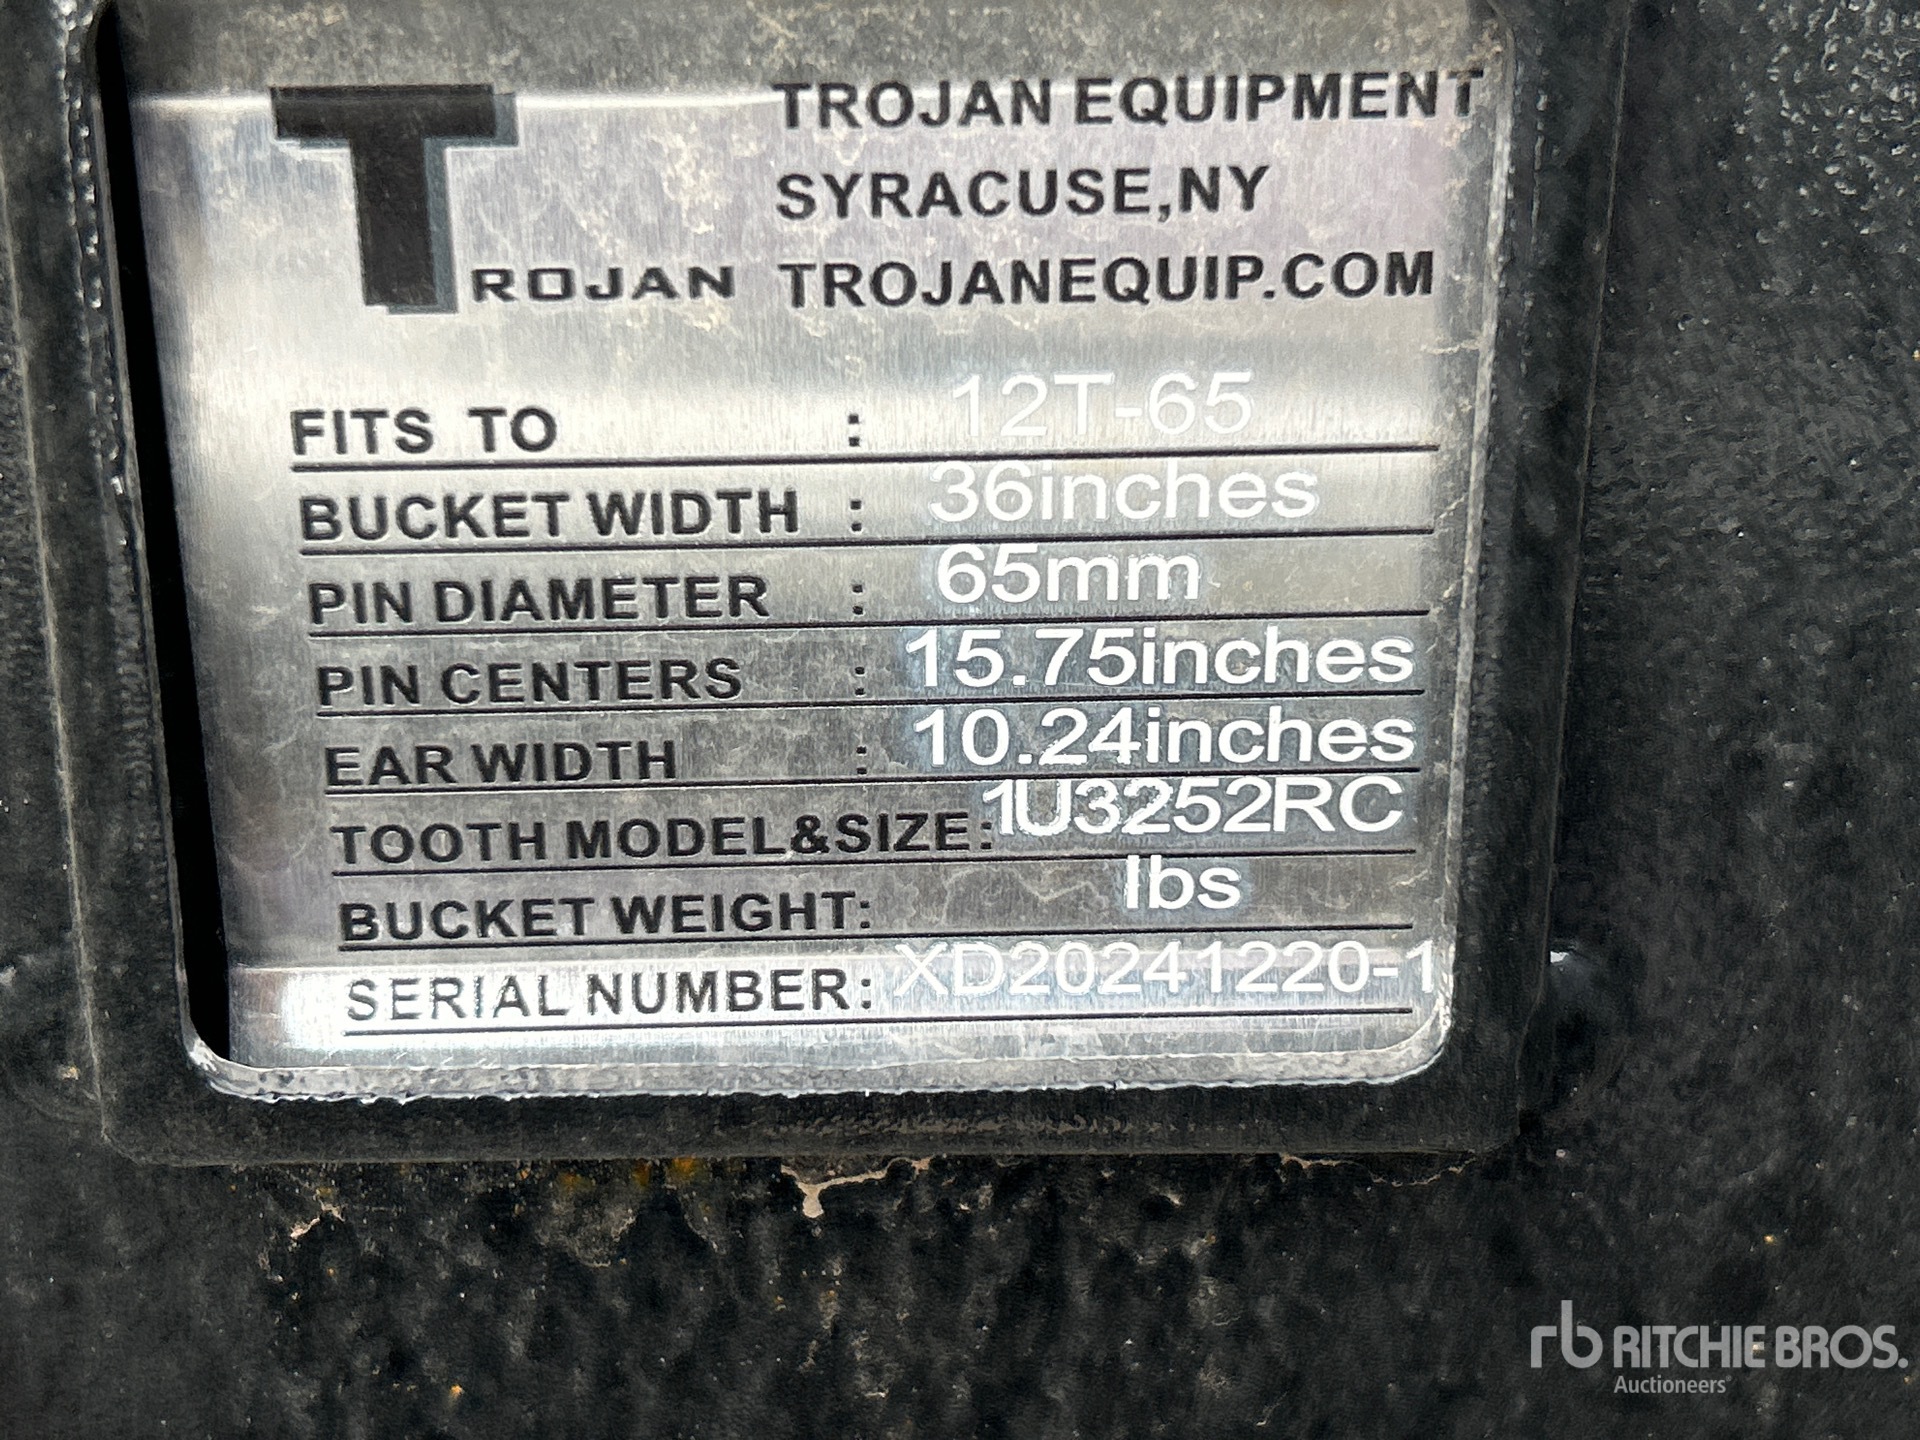 TROJAN EQUIPMENT
SYRACUSE,NY
TROJAN TROJANEQUIP.COM
FITS TO : 12T-65
BUCKET WIDTH : 36inches
PIN DIAMETER : 65mm
PIN CENTERS : 15.75inches
EAR WIDTH : 10.24inches
TOOTH MODEL&SIZE: 1U3252RC
BUCKET WEIGHT: lbs
SERIAL NUMBER: XD20241220-1
rb RITCHIE BROS.
Auctioneers